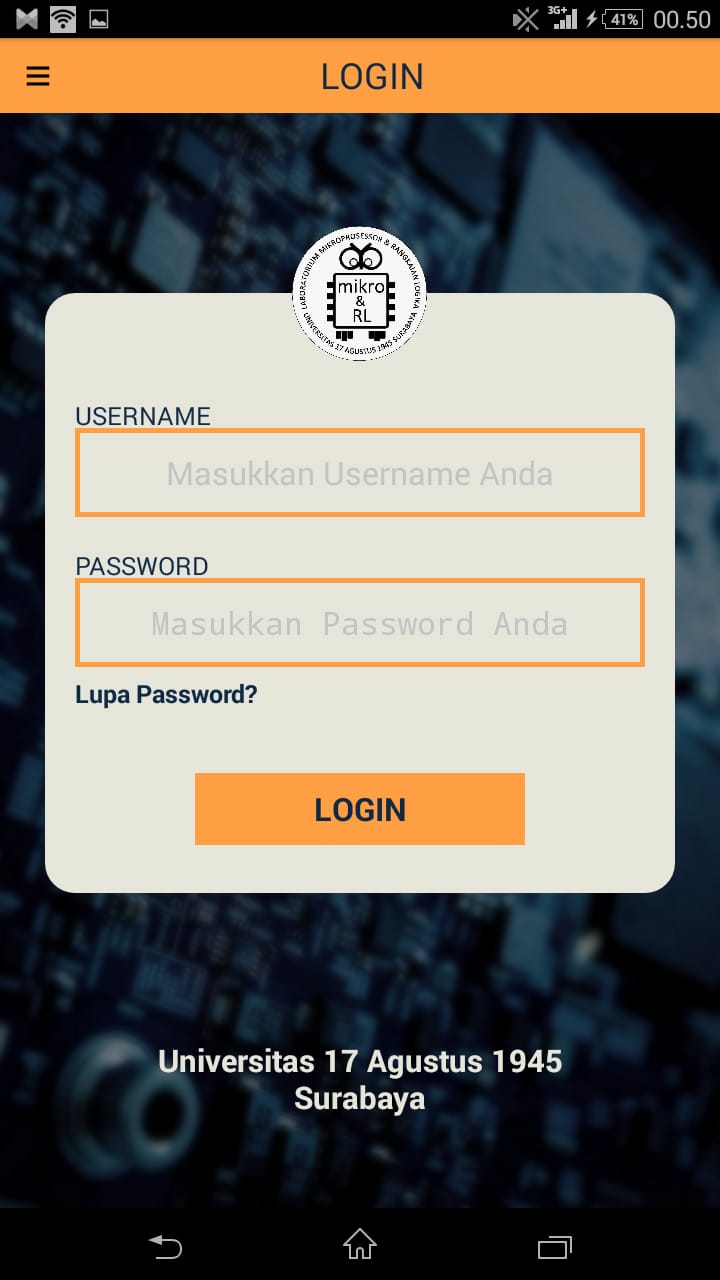 3G+ 41% 00.50
LOGIN
LABORATORIUM MIKROPROSESSOR & RANGKAIAN LOGIKA
mikro
&
RL
UNIVERSITAS 17 AGUSTUS 1945 SURABAYA
USERNAME
Masukkan Username Anda
PASSWORD
Masukkan Password Anda
Lupa Password?
LOGIN
Universitas 17 Agustus 1945
Surabaya